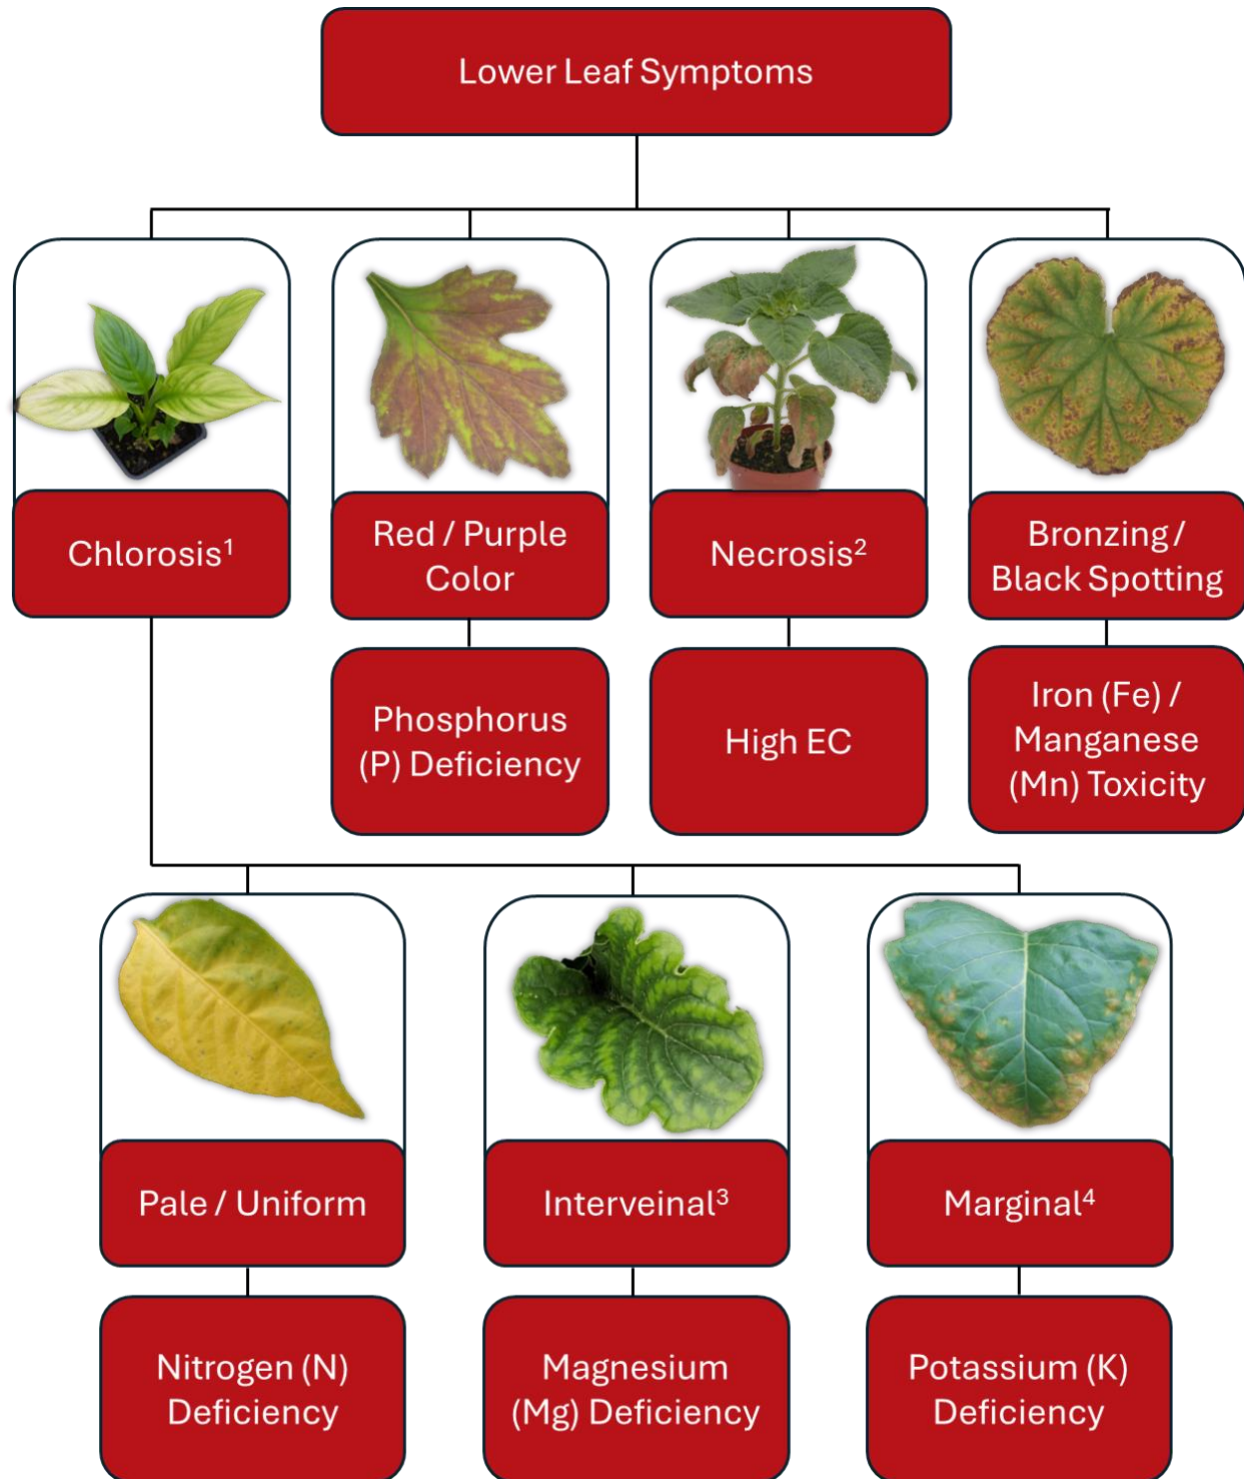 Lower Leaf Symptoms
Chlorosis¹
Red / Purple
Color
Necrosis²
Bronzing /
Black Spotting
Phosphorus
(P) Deficiency
High EC
Iron (Fe) /
Manganese
(Mn) Toxicity
Pale / Uniform
Interveinal³
Marginal⁴
Nitrogen (N)
Deficiency
Magnesium
(Mg) Deficiency
Potassium (K)
Deficiency